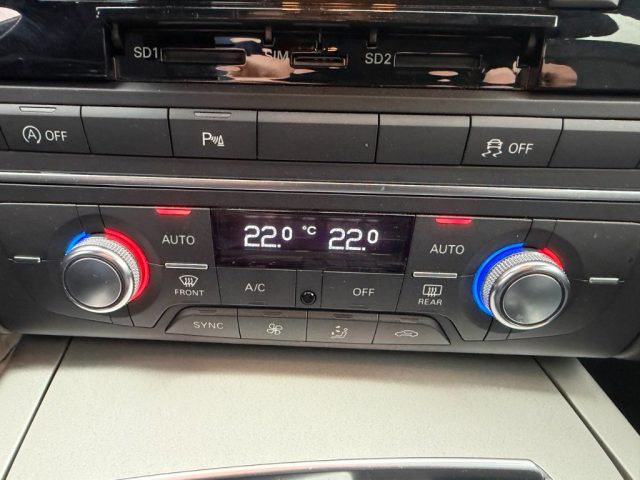 SD1 SIM SD2
A OFF P OFF
AUTO 22.0 °C 22.0 AUTO
FRONT A/C OFF REAR
SYNC